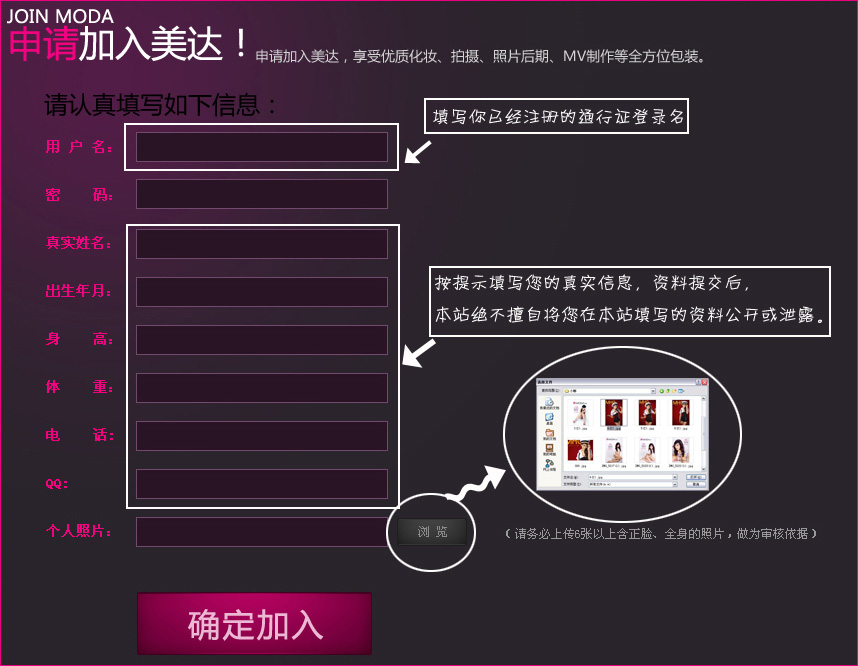 JOIN MODA
申请加入美达！
申请加入美达，享受优质化妆、拍摄、照片后期、MV制作等全方位包装。
请认真填写如下信息：
填写你已经注册的通行证登录名
用 户 名：
密 码：
真实姓名：
出生年月：
按提示填写您的真实信息，资料提交后，
本站绝不擅自将您在本站填写的资料公开或泄露。
身 高：
体 重：
电 话：
QQ：
个人照片：
浏 览
（请务必上传6张以上含正脸、全身的照片，做为审核依据）
确定加入